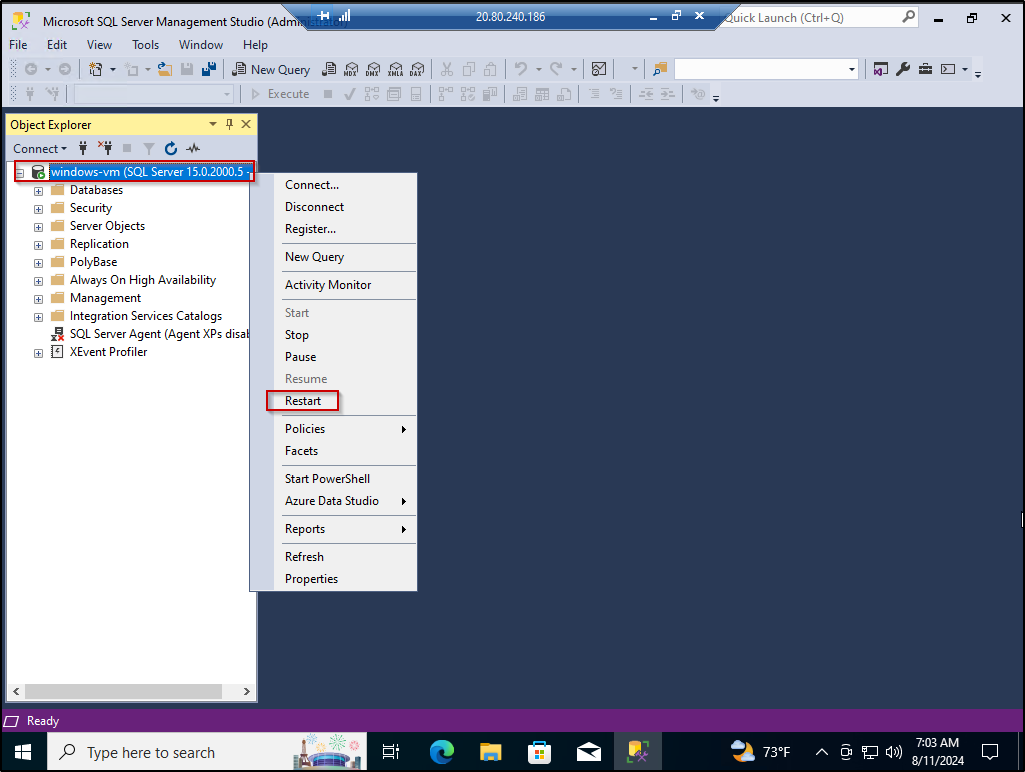 20.80.240.186
Microsoft SQL Server Management Studio (Admini
Quick Launch (Ctrl+Q)
File Edit View Tools Window Help
New Query MDX DMX XMLA DAX
Execute
Object Explorer
Connect
windows-vm (SQL Server 15.0.2000.5 -
Databases
Security
Server Objects
Replication
PolyBase
Always On High Availability
Management
Integration Services Catalogs
SQL Server Agent (Agent XPs disab
XEvent Profiler
Connect...
Disconnect
Register...
New Query
Activity Monitor
Start
Stop
Pause
Resume
Restart
Policies
Facets
Start PowerShell
Azure Data Studio
Reports
Refresh
Properties
Ready
Type here to search
73°F
7:03 AM
8/11/2024